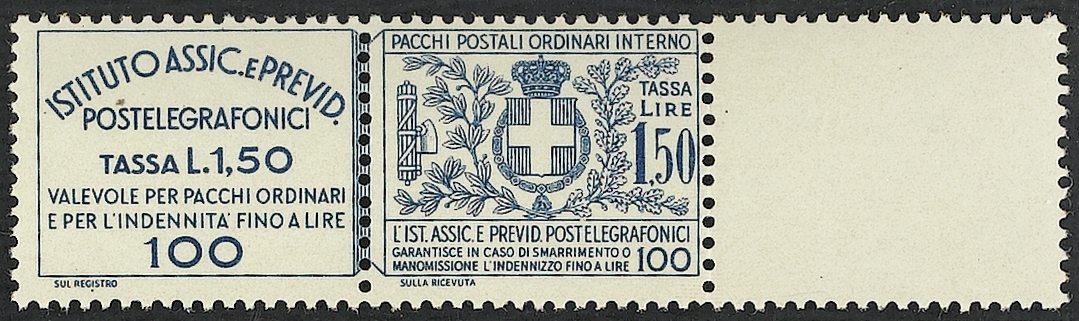 ISTITUTO ASSIC. E PREVID.
POSTELEGRAFONICI
TASSA L.1,50
VALEVOLE PER PACCHI ORDINARI
E PER L'INDENNITA' FINO A LIRE
100
SUL REGISTRO
PACCHI POSTALI ORDINARI INTERNO
TASSA
LIRE
1,50
L'IST. ASSIC. E PREVID. POSTELEGRAFONICI
GARANTISCE IN CASO DI SMARRIMENTO O
MANOMISSIONE L'INDENNIZZO FINO A LIRE 100
SULLA RICEVUTA